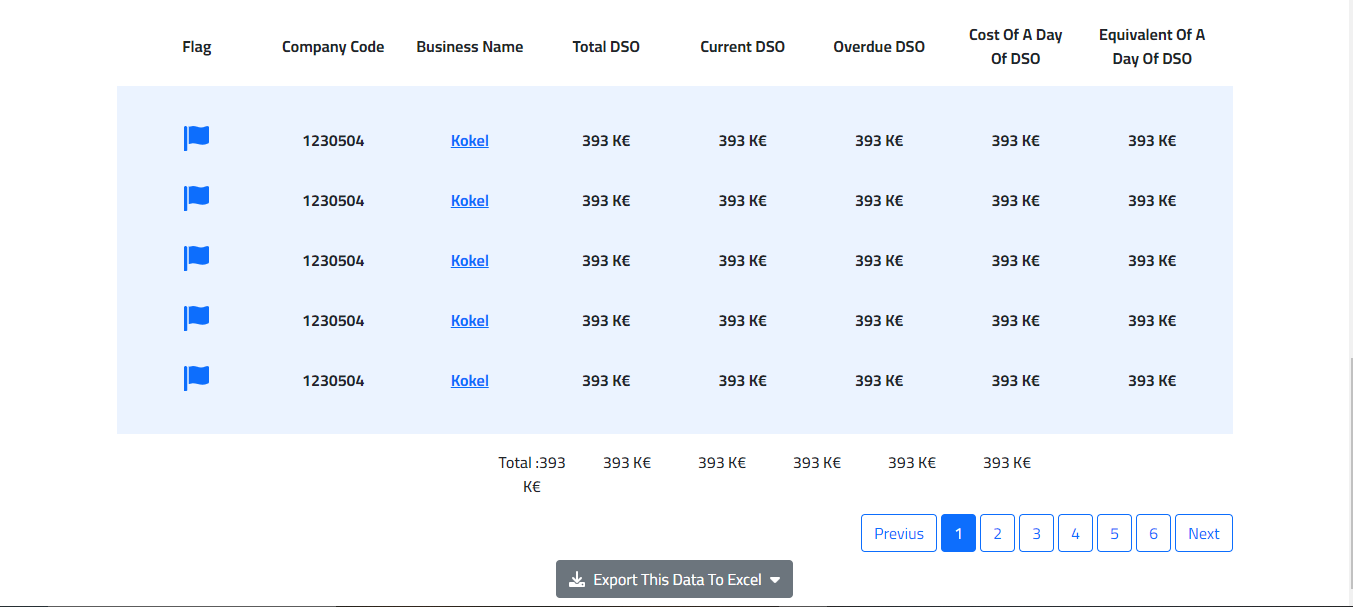 Flag Company Code Business Name Total DSO Current DSO Overdue DSO Cost Of A Day Equivalent Of A
Of DSO Day Of DSO
1230504 Kokel 393 K€ 393 K€ 393 K€ 393 K€ 393 K€
1230504 Kokel 393 K€ 393 K€ 393 K€ 393 K€ 393 K€
1230504 Kokel 393 K€ 393 K€ 393 K€ 393 K€ 393 K€
1230504 Kokel 393 K€ 393 K€ 393 K€ 393 K€ 393 K€
1230504 Kokel 393 K€ 393 K€ 393 K€ 393 K€ 393 K€
Total :393 393 K€ 393 K€ 393 K€ 393 K€ 393 K€
K€
Previus 1 2 3 4 5 6 Next
Export This Data To Excel